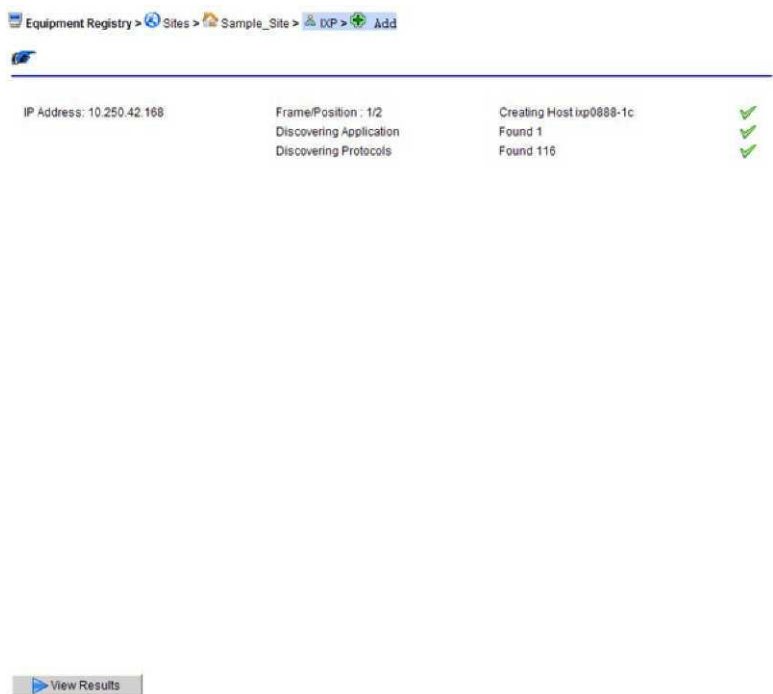 Equipment Registry > Sites > Sample_Site > IXP > Add
IP Address: 10.250.42.168 Frame/Position : 1/2 Creating Host ixp0888-1c
Discovering Application Found 1
Discovering Protocols Found 116
View Results